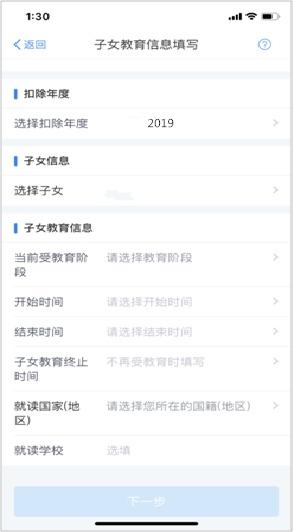 1:30
返回
子女教育信息填写
扣除年度
选择扣除年度 2019
子女信息
选择子女
子女教育信息
当前受教育阶
段
请选择教育阶段
开始时间 请选择开始时间
结束时间 请选择结束时间
子女教育终止
时间
不再受教育时填写
就读国家(地
区)
请选择您所在的国籍(地区)
就读学校 选填
下一步